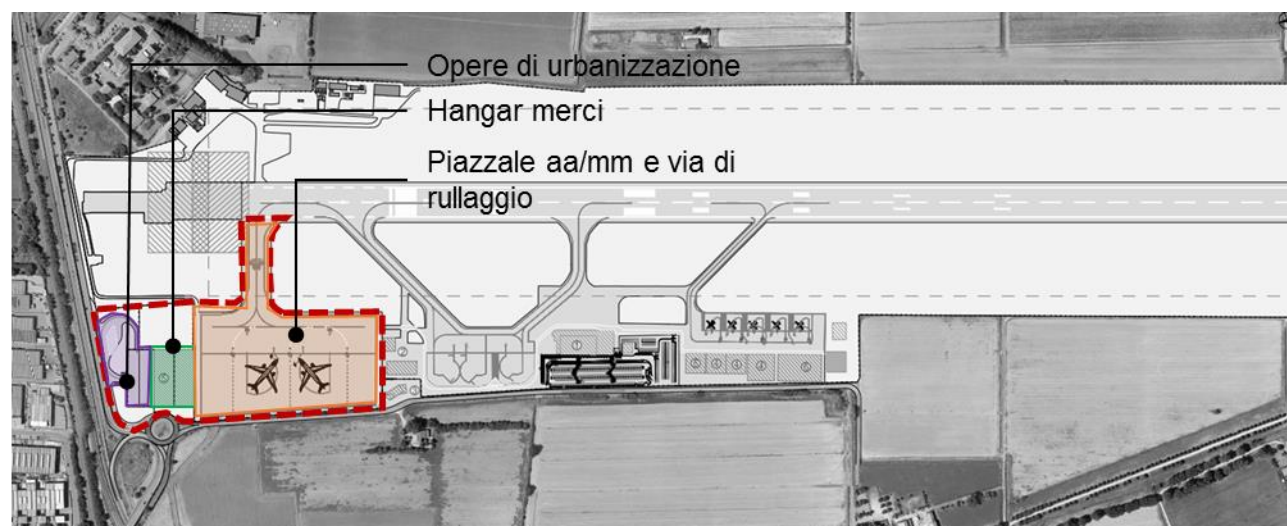 Opere di urbanizzazione
Hangar merci
Piazzale aa/mm e via di
rullaggio